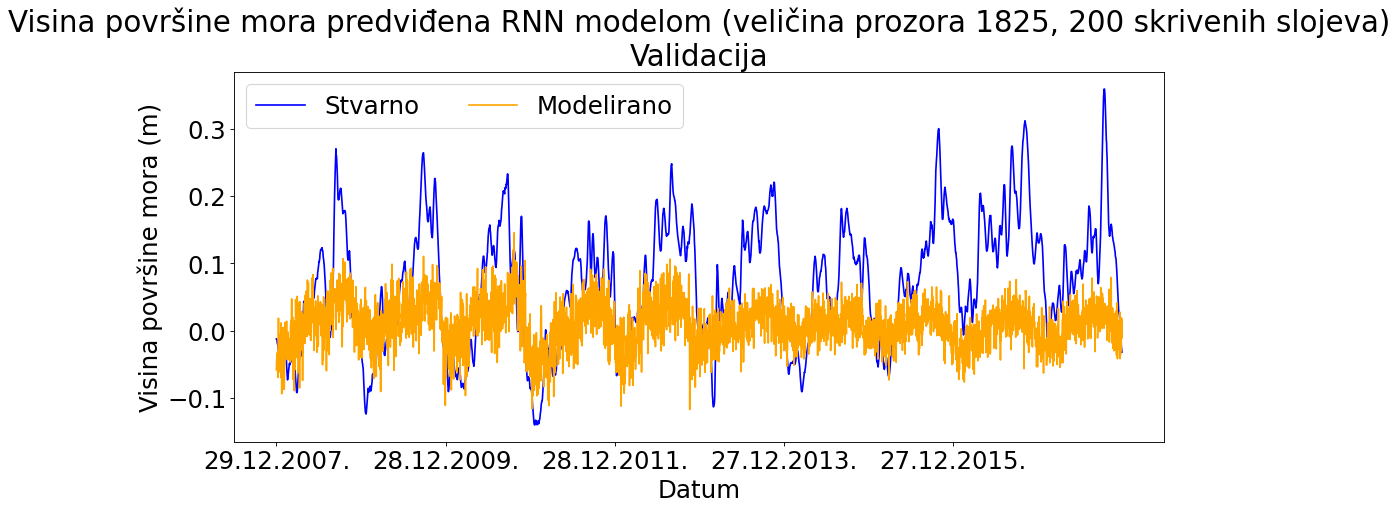 Visina površine mora predviđena RNN modelom (veličina prozora 1825, 200 skrivenih slojeva)
Validacija
Stvarno Modelirano
Visina površine mora (m)
0.3
0.2
0.1
0.0
−0.1
29.12.2007. 28.12.2009. 28.12.2011. 27.12.2013. 27.12.2015.
Datum